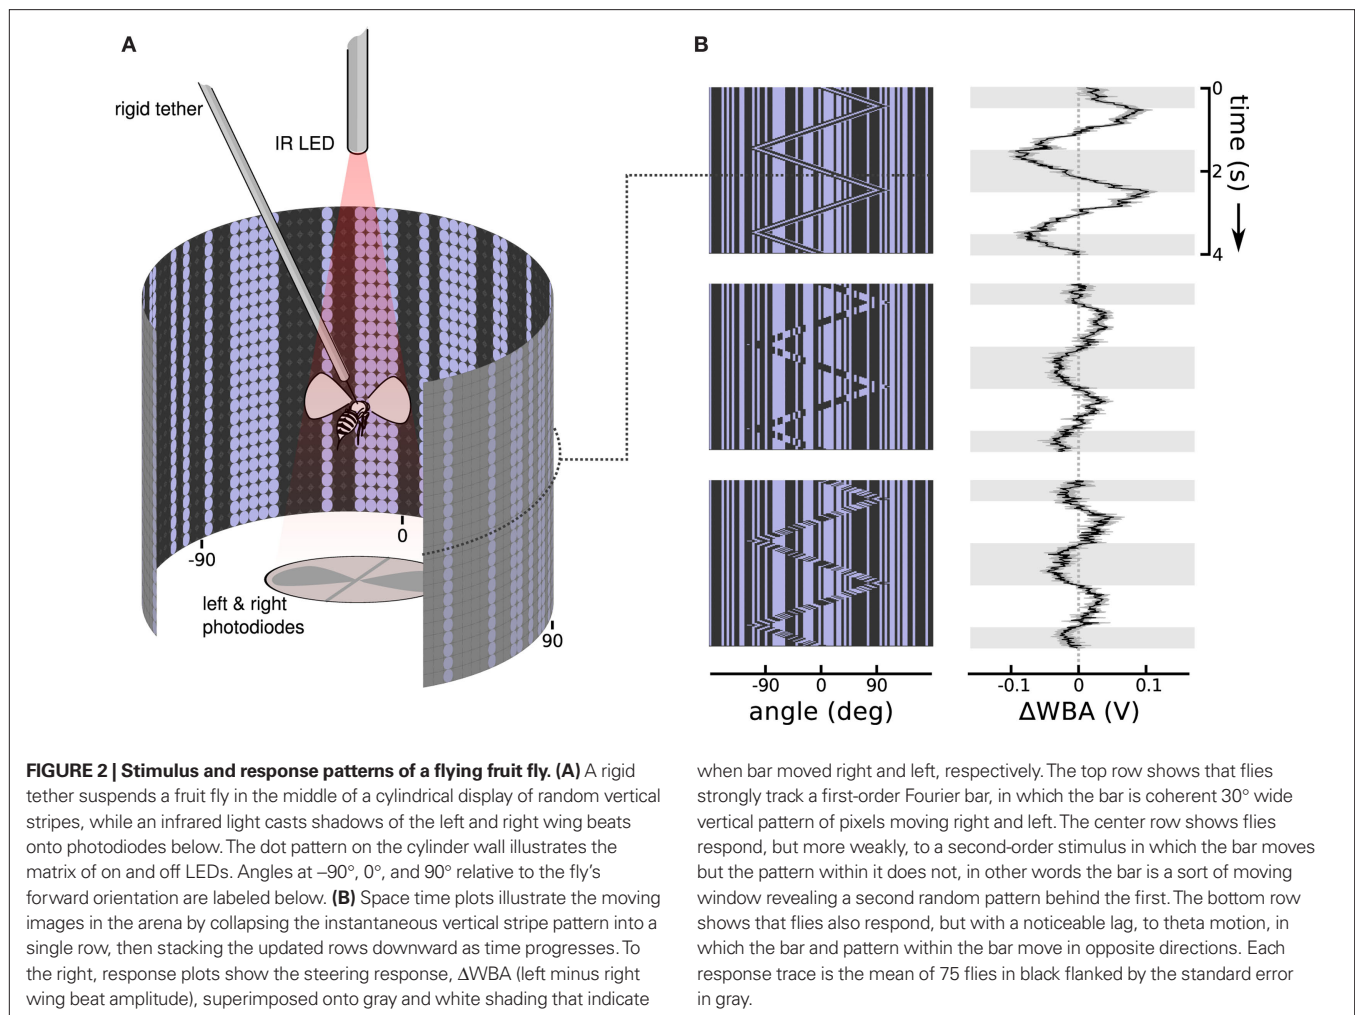 A
B
rigid tether
IR LED
-90
0
90
left & right
photodiodes
0
2
4
time (s)
-90 0 90
angle (deg)
-0.1 0 0.1
ΔWBA (V)
FIGURE 2 | Stimulus and response patterns of a flying fruit fly. (A) A rigid
tether suspends a fruit fly in the middle of a cylindrical display of random vertical
stripes, while an infrared light casts shadows of the left and right wing beats
onto photodiodes below. The dot pattern on the cylinder wall illustrates the
matrix of on and off LEDs. Angles at –90°, 0°, and 90° relative to the fly’s
forward orientation are labeled below. (B) Space time plots illustrate the moving
images in the arena by collapsing the instantaneous vertical stripe pattern into a
single row, then stacking the updated rows downward as time progresses. To
the right, response plots show the steering response, ΔWBA (left minus right
wing beat amplitude), superimposed onto gray and white shading that indicate
when bar moved right and left, respectively. The top row shows that flies
strongly track a first-order Fourier bar, in which the bar is coherent 30° wide
vertical pattern of pixels moving right and left. The center row shows flies
respond, but more weakly, to a second-order stimulus in which the bar moves
but the pattern within it does not, in other words the bar is a sort of moving
window revealing a second random pattern behind the first. The bottom row
shows that flies also respond, but with a noticeable lag, to theta motion, in
which the bar and pattern within the bar move in opposite directions. Each
response trace is the mean of 75 flies in black flanked by the standard error
in gray.